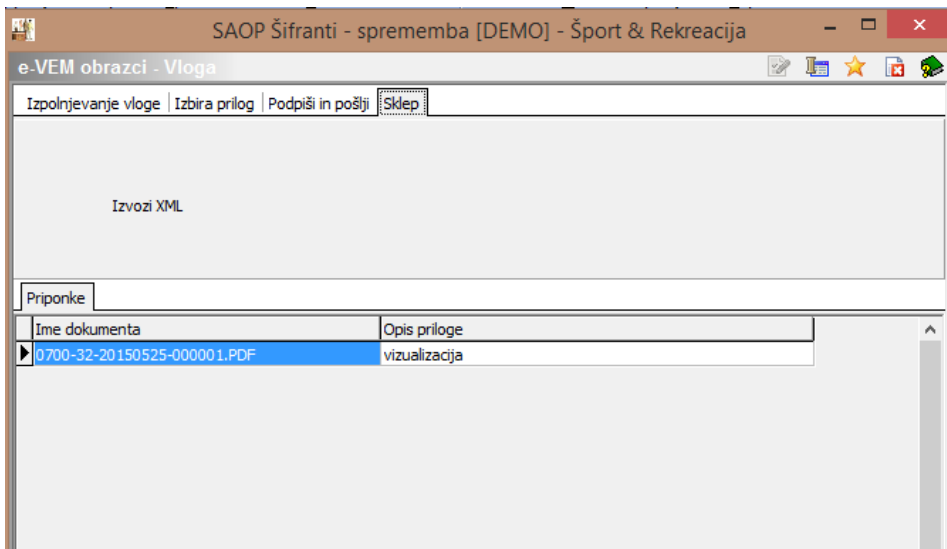 SAOP Šifranti - sprememba [DEMO] - Šport & Rekreacija
e-VEM obrazci - Vloga
Izpolnjevanje vloge Izbira prilog Podpiši in pošlji Sklep
Izvozi XML
Priponke
Ime dokumenta Opis priloge
0700-32-20150525-000001.PDF vizualizacija